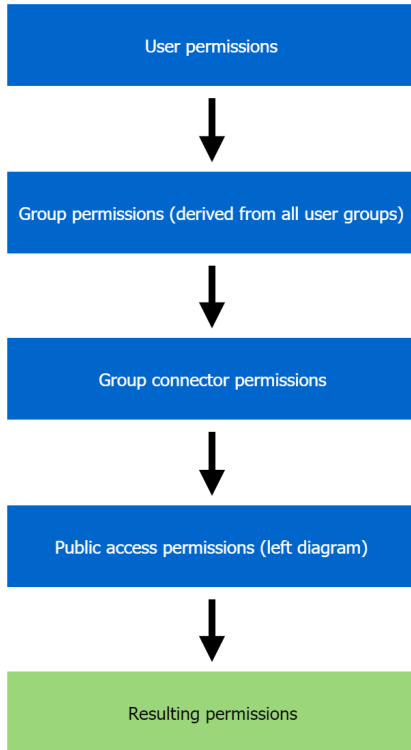 User permissions
Group permissions (derived from all user groups)
Group connector permissions
Public access permissions (left diagram)
Resulting permissions